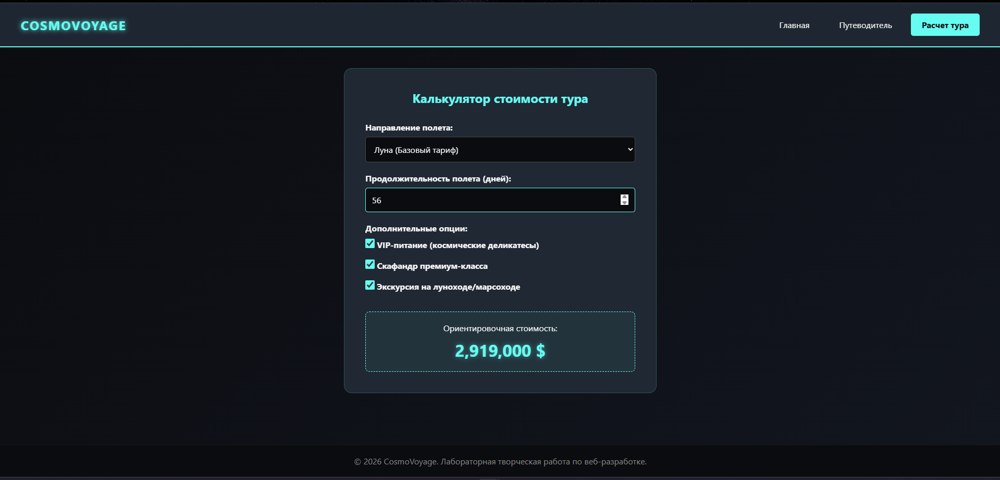 COSMOVOYAGE
Главная
Путеводитель
Расчет тура
Калькулятор стоимости тура
Направление полета:
Луна (Базовый тариф)
Продолжительность полета (дней):
56
Дополнительные опции:
VIP-питание (космические деликатесы)
Скафандр премиум-класса
Экскурсия на луноходе/марсоходе
Ориентировочная стоимость:
2,919,000 $
© 2026 CosmoVoyage. Лабораторная творческая работа по веб-разработке.